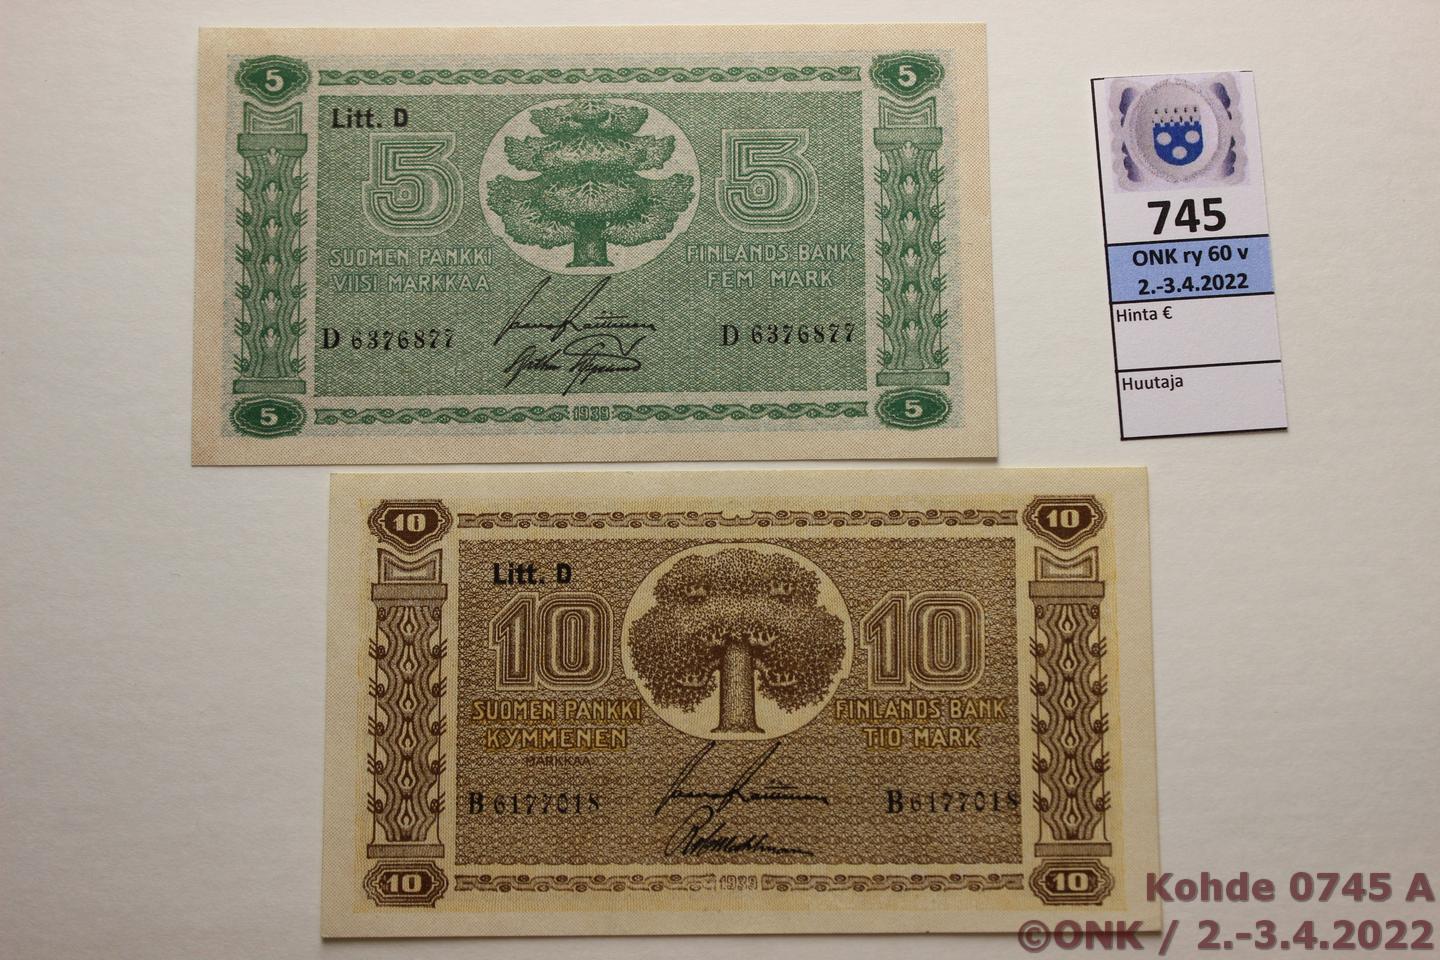 5 5
Litt. D
5 5
SUOMEN PANKKI FINLANDS BANK
VIISI MARKKAA FEM MARK
D 6376877 D 6376877
5 1939 5
10 10
Litt. D
10 10
SUOMEN PANKKI FINLANDS BANK
KYMMENEN TIO MARK
MARKKAA
B 6177018 B 6177018
10 1939 10
745
ONK ry 60 v
2.-3.4.2022
Hinta €
Huutaja
Kohde 0745 A
©ONK / 2.-3.4.2022